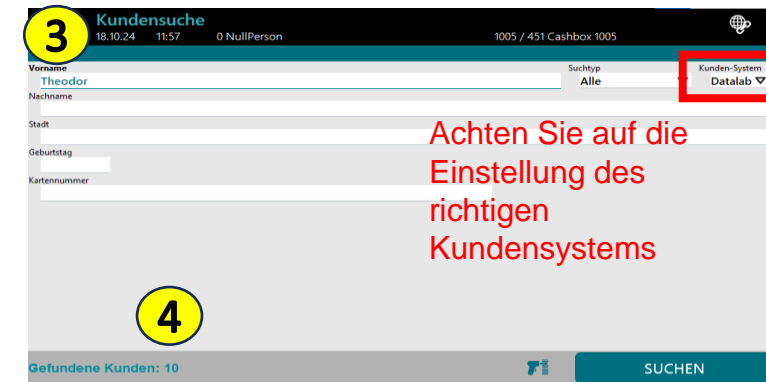 3
Kundensuche
18.10.24 11:57 0 NullPerson 1005 / 451 Cashbox 1005
Vorname Suchtyp Kunden-System
Theodor Alle Datalab
Nachname
Stadt
Achten Sie auf die
Einstellung des
richtigen
Kundensystems
Geburtstag
Kartennummer
4
Gefundene Kunden: 10 SUCHEN